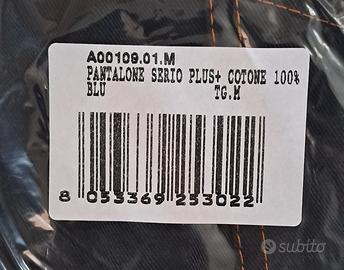 A00109.01.M
PANTALONE SERIO PLUS+ COTONE 100%
BLU TG.M
8 053369 253022
subito